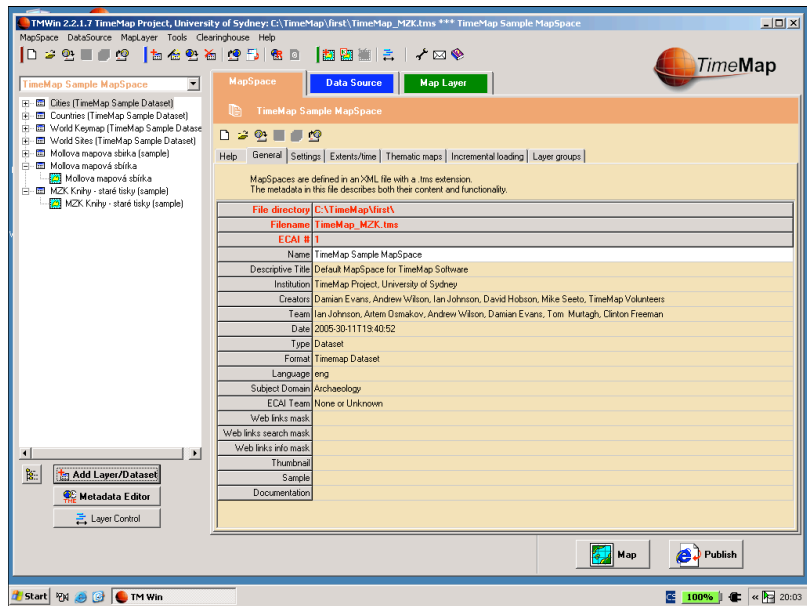 TMWin 2.2.1.7 TimeMap Project, University of Sydney: C:\TimeMap\first\TimeMap_MZK.tms *** TimeMap Sample MapSpace
MapSpace DataSource MapLayer Tools Clearinghouse Help
TimeMap
TimeMap Sample MapSpace
Cities (TimeMap Sample Dataset)
Countries (TimeMap Sample Dataset)
World Keymap (TimeMap Sample Datase
World Sites (TimeMap Sample Dataset)
Mollova mapova sbirka (sample)
Mollova mapová sbírka
Mollova mapová sbírka
MZK Knihy - staré tisky (sample)
MZK Knihy - staré tisky (sample)
Add Layer/Dataset
Metadata Editor
Layer Control
MapSpace Data Source Map Layer
TimeMap Sample MapSpace
Help General Settings Extents/time Thematic maps Incremental loading Layer groups
MapSpaces are defined in an XML file with a .tms extension.
The metadata in this file describes both their content and functionality.
File directory C:\TimeMap\first\
Filename TimeMap_MZK.tms
ECAI # 1
Name TimeMap Sample MapSpace
Descriptive Title Default MapSpace for TimeMap Software
Institution TimeMap Project, University of Sydney
Creators Damian Evans, Andrew Wilson, Ian Johnson, David Hobson, Mike Seeto, TimeMap Volunteers
Team Ian Johnson, Artem Osmakov, Andrew Wilson, Damian Evans, Tom Murtagh, Clinton Freeman
Date 2005-30-11T19:40:52
Type Dataset
Format Timemap Dataset
Language eng
Subject Domain Archaeology
ECAI Team None or Unknown
Web links mask
Web links search mask
Web links info mask
Thumbnail
Sample
Documentation
Map Publish
Start TM Win 100% 20:03